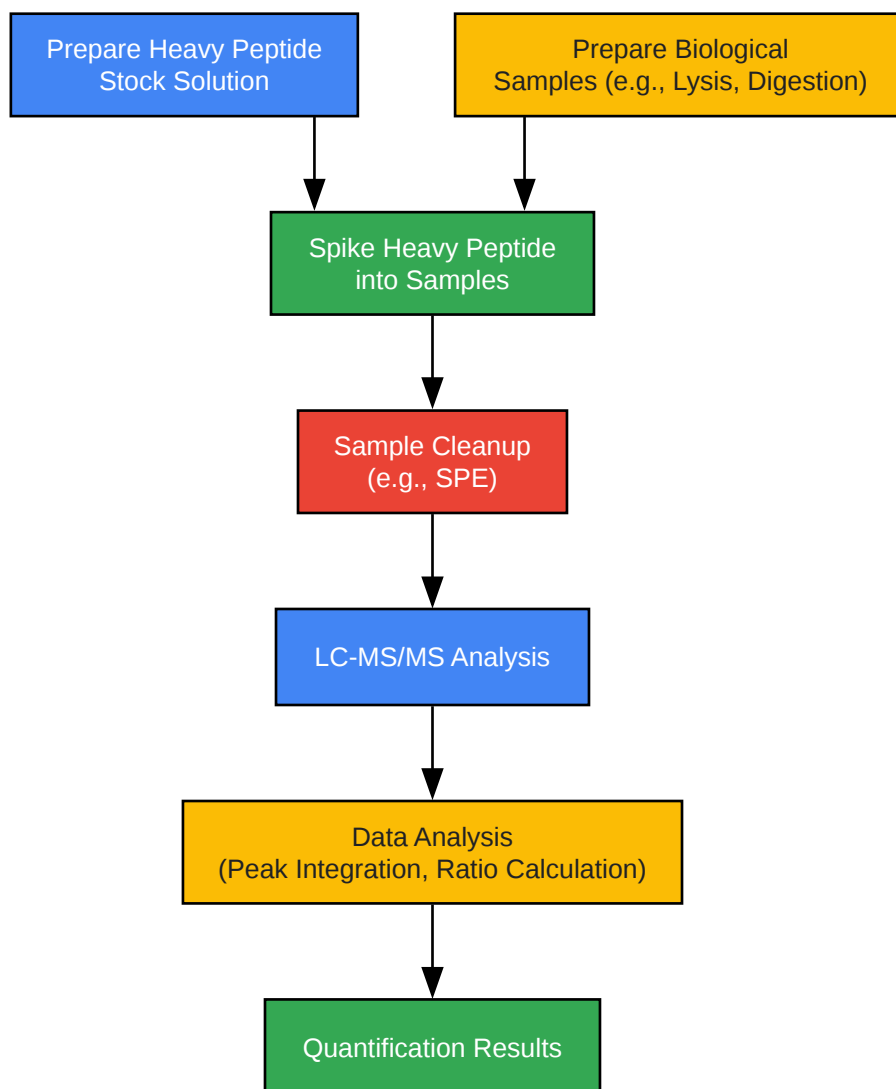 Prepare Heavy Peptide
Stock Solution
Prepare Biological
Samples (e.g., Lysis, Digestion)
Spike Heavy Peptide
into Samples
Sample Cleanup
(e.g., SPE)
LC-MS/MS Analysis
Data Analysis
(Peak Integration, Ratio Calculation)
Quantification Results